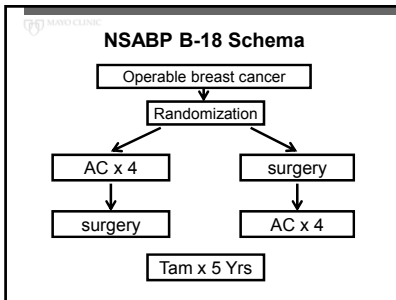 MAYO CLINIC
NSABP B-18 Schema
Operable breast cancer
Randomization
AC x 4
surgery
surgery
AC x 4
Tam x 5 Yrs